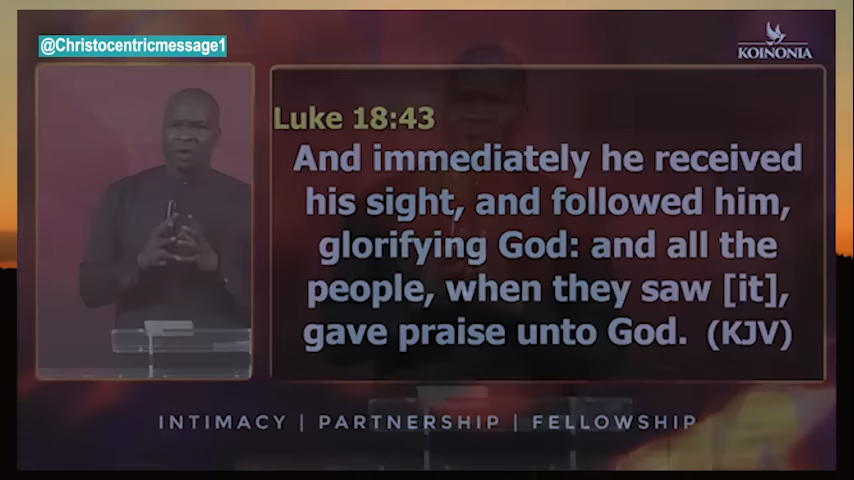 @Christocentricmessage1
KOINONIA
Luke 18:43
And immediately he received
his sight, and followed him,
glorifying God: and all the
people, when they saw [it],
gave praise unto God. (KJV)
INTIMACY | PARTNERSHIP | FELLOWSHIP